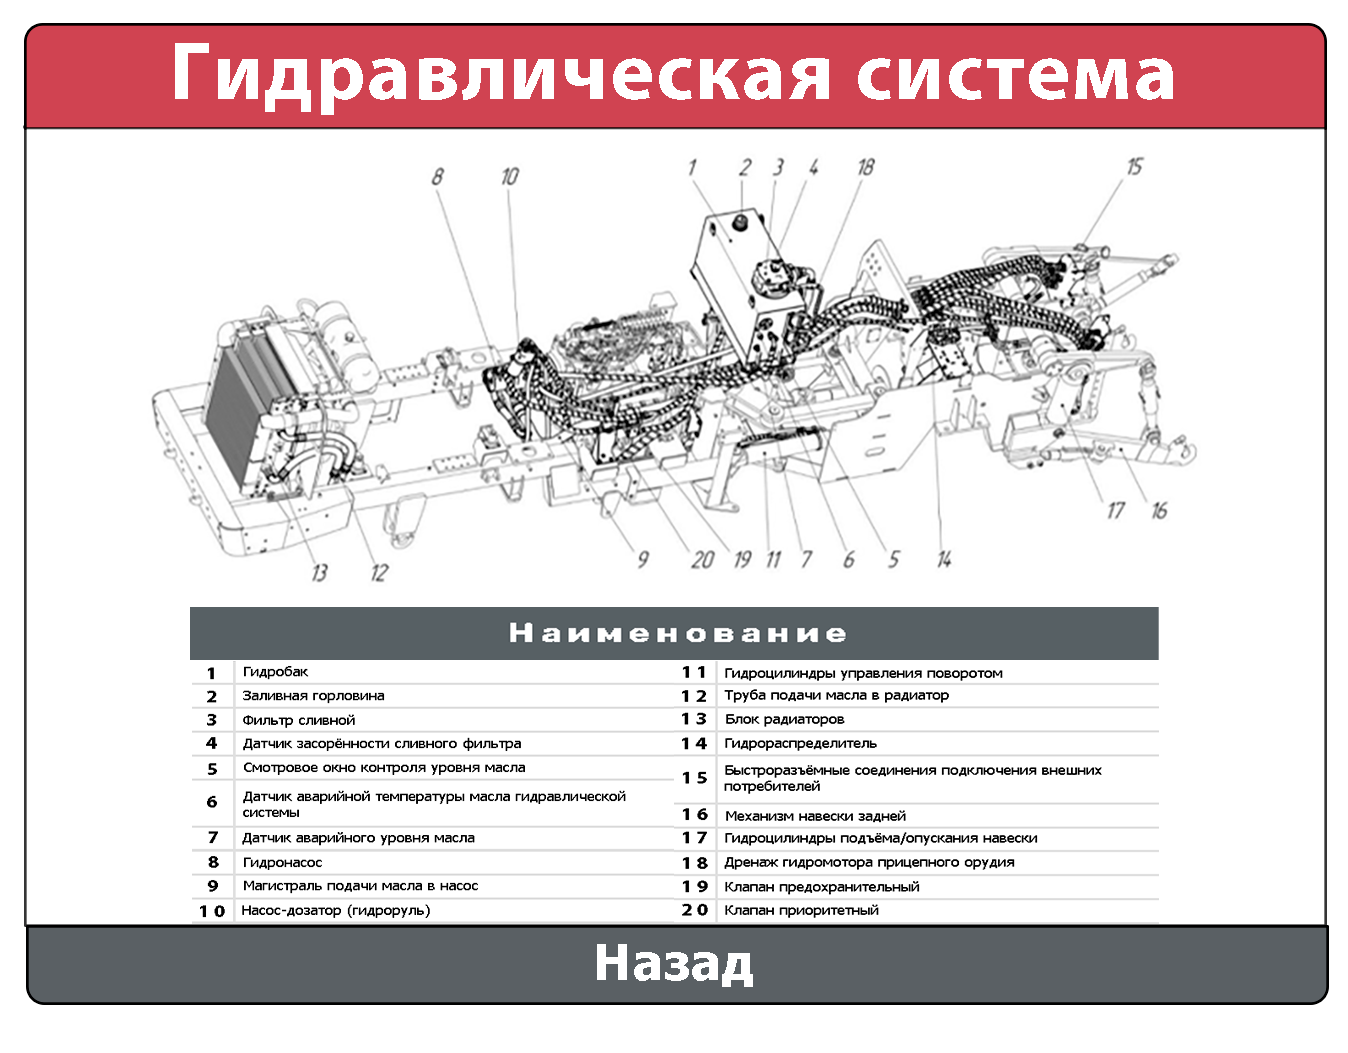 Гидравлическая система
8 10 1 2 3 4 18 15
17 16
9 20 19 11 7 6 5 14
13 12
Наименование
1 Гидробак
2 Заливная горловина
3 Фильтр сливной
4 Датчик засорённости сливного фильтра
5 Смотровое окно контроля уровня масла
6 Датчик аварийной температуры масла гидравлической
системы
7 Датчик аварийного уровня масла
8 Гидронасос
9 Магистраль подачи масла в насос
10 Насос-дозатор (гидроруль)
11 Гидроцилиндры управления поворотом
12 Труба подачи масла в радиатор
13 Блок радиаторов
14 Гидрораспределитель
15 Быстроразъёмные соединения подключения внешних
потребителей
16 Механизм навески задней
17 Гидроцилиндры подъёма/опускания навески
18 Дренаж гидромотора прицепного орудия
19 Клапан предохранительный
20 Клапан приоритетный
Назад